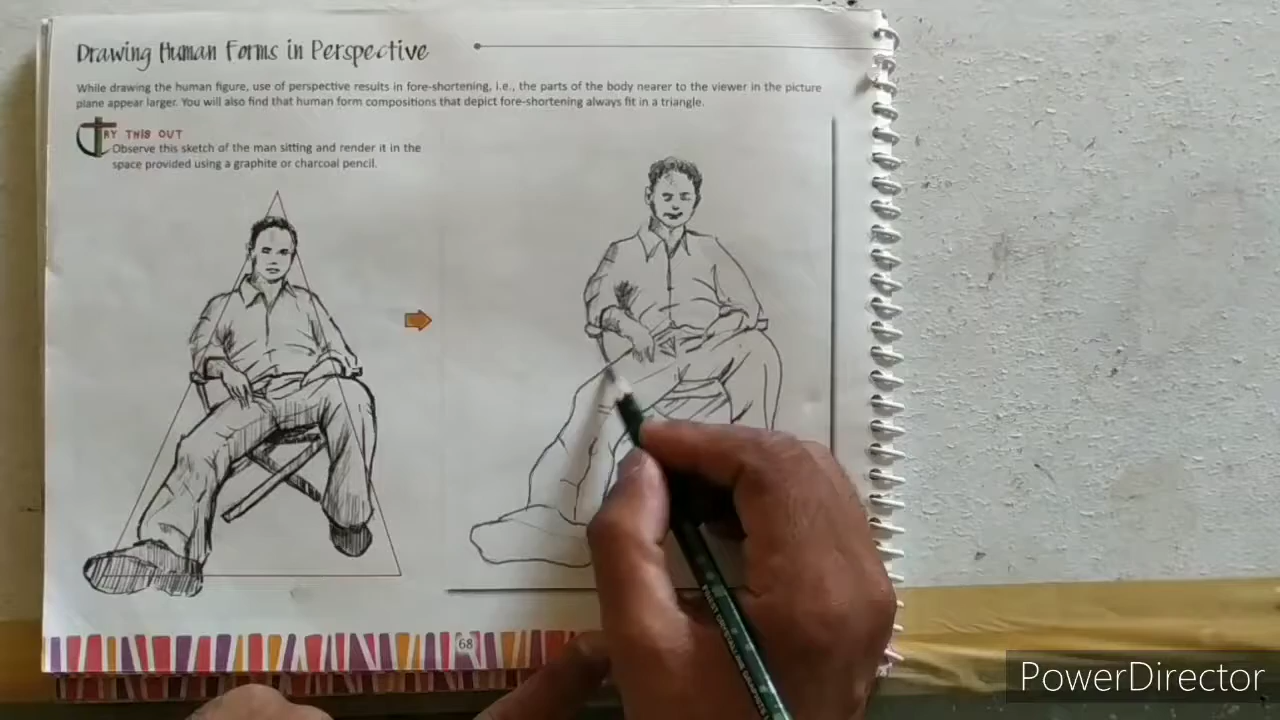 Drawing Human Forms in Perspective
While drawing the human figure, use of perspective results in fore-shortening, i.e., the parts of the body nearer to the viewer in the picture
plane appear larger. You will also find that human form compositions that depict fore-shortening always fit in a triangle.
TRY THIS OUT
Observe this sketch of the man sitting and render it in the
space provided using a graphite or charcoal pencil.
68
PowerDirector